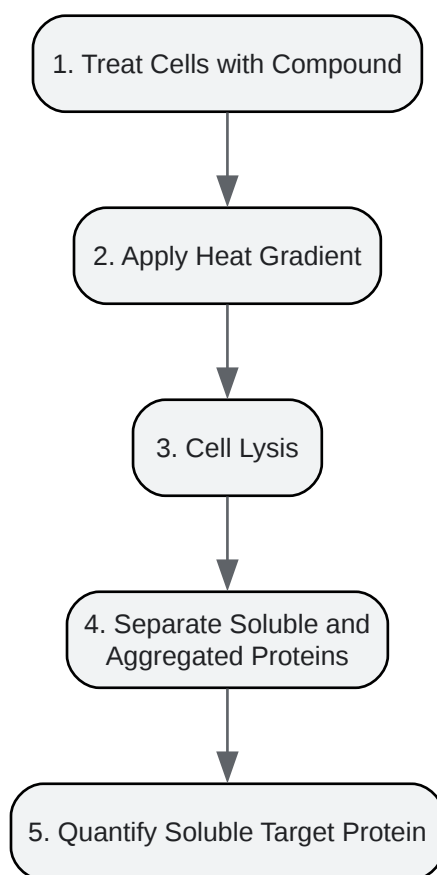 1. Treat Cells with Compound
2. Apply Heat Gradient
3. Cell Lysis
4. Separate Soluble and
Aggregated Proteins
5. Quantify Soluble Target Protein